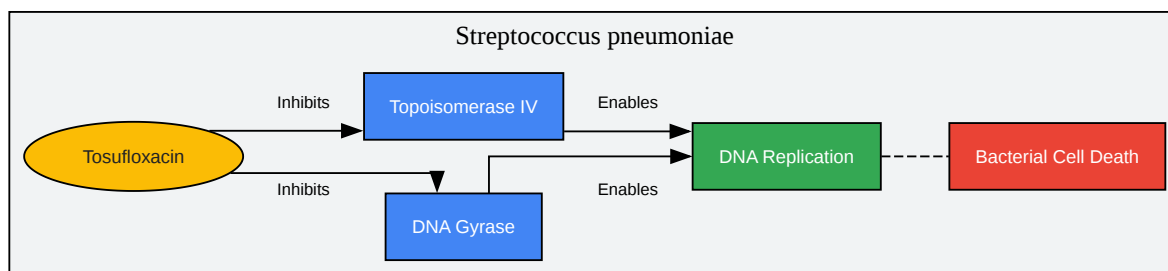 Streptococcus pneumoniae
Inhibits
Topoisomerase IV
Enables
Tosufloxacin
DNA Replication
Bacterial Cell Death
Inhibits
DNA Gyrase
Enables